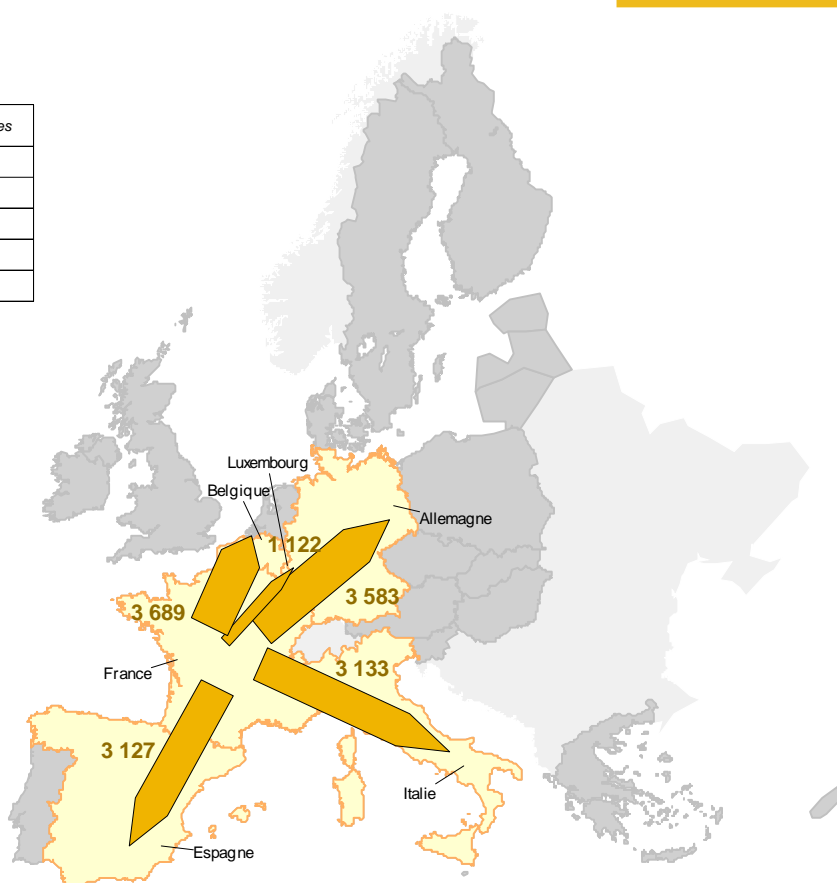 Luxembourg
Belgique
Allemagne
1 122
3 583
3 689
3 133
France
3 127
Italie
Espagne